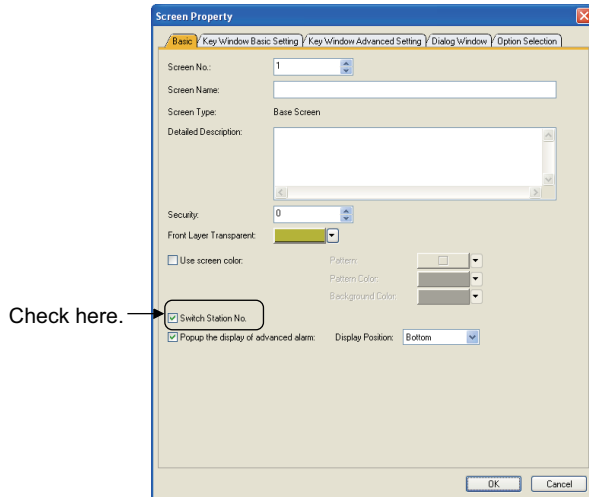 Screen Property
Basic Key Window Basic Setting Key Window Advanced Setting Dialog Window Option Selection
Screen No.: 1
Screen Name:
Screen Type: Base Screen
Detailed Description:
Security: 0
Front Layer Transparent:
Use screen color: Pattern:
Pattern Color:
Background Color:
Check here. Switch Station No.
Popup the display of advanced alarm: Display Position: Bottom
OK Cancel